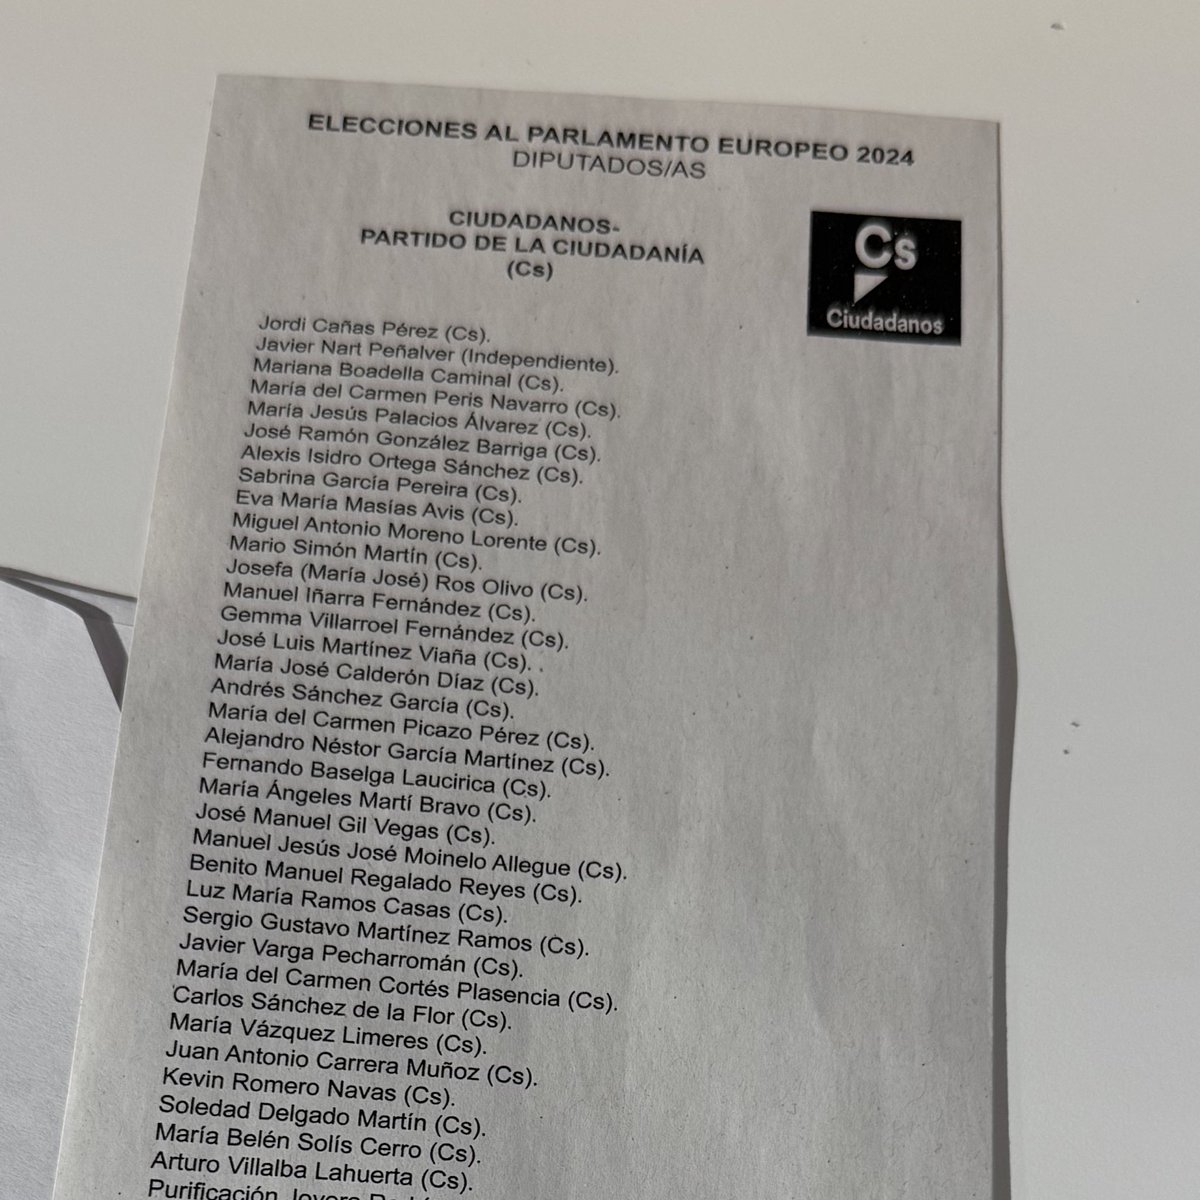 ELECCIONES AL PARLAMENTO EUROPEO 2024
DIPUTADOS/AS
CIUDADANOS-
PARTIDO DE LA CIUDADANÍA
(Cs)
Cs
Ciudadanos
Jordi Cañas Pérez (Cs).
Javier Nart Peñalver (Independiente).
Mariana Boadella Caminal (Cs).
María del Carmen Peris Navarro (Cs).
María Jesús Palacios Álvarez (Cs).
José Ramón González Barriga (Cs).
Alexis Isidro Ortega Sánchez (Cs).
Sabrina García Pereira (Cs).
Eva María Masías Avis (Cs).
Miguel Antonio Moreno Lorente (Cs).
Mario Simón Martín (Cs).
Josefa (María José) Ros Olivo (Cs).
Manuel Iñarra Fernández (Cs).
Gemma Villarroel Fernández (Cs).
José Luis Martínez Viaña (Cs). .
María José Calderón Díaz (Cs).
Andrés Sánchez García (Cs).
María del Carmen Picazo Pérez (Cs).
Alejandro Néstor García Martínez (Cs).
Fernando Baselga Laucirica (Cs).
María Ángeles Martí Bravo (Cs).
José Manuel Gil Vegas (Cs).
Manuel Jesús José Moinelo Allegue (Cs).
Benito Manuel Regalado Reyes (Cs).
Luz María Ramos Casas (Cs).
Sergio Gustavo Martínez Ramos (Cs).
Javier Varga Pecharromán (Cs).
María del Carmen Cortés Plasencia (Cs).
Carlos Sánchez de la Flor (Cs).
María Vázquez Limeres (Cs).
Juan Antonio Carrera Muñoz (Cs).
Kevin Romero Navas (Cs).
Soledad Delgado Martín (Cs).
María Belén Solís Cerro (Cs).
Arturo Villalba Lahuerta (Cs).
Purificación